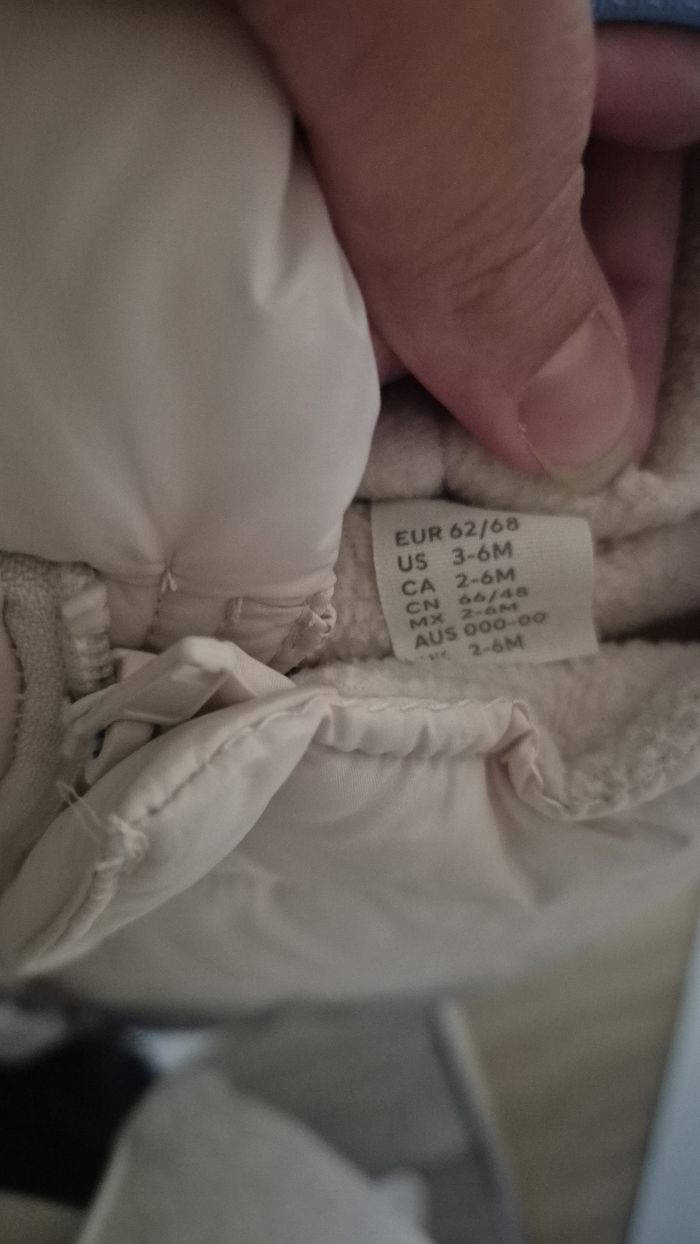 EUR 62/68
US 3-6M
CA 2-6M
CN 66/48
MX 2-6M
AUS 000-00
2-6M